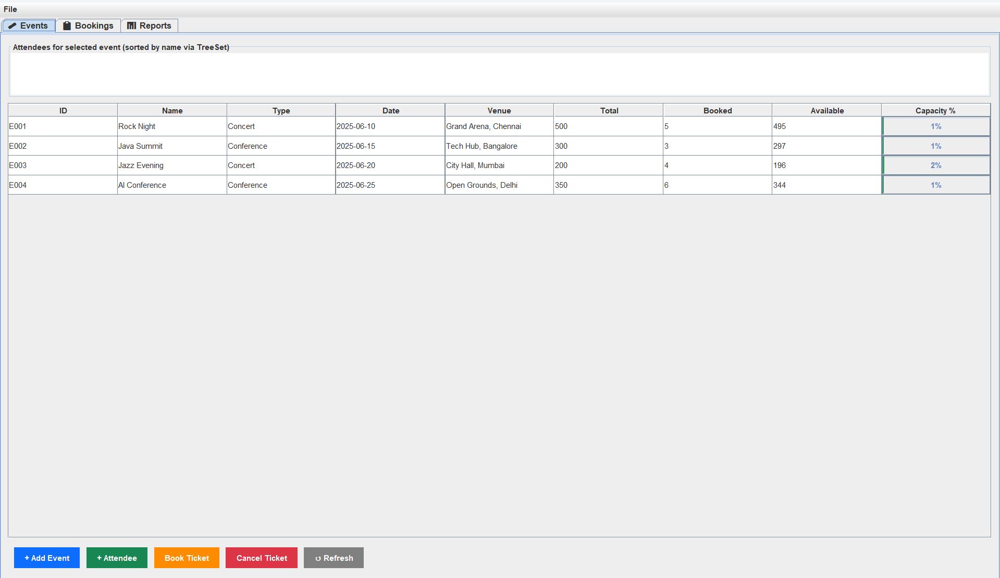 File
Events Bookings Reports
Attendees for selected event (sorted by name via TreeSet)
ID Name Type Date Venue Total Booked Available Capacity %
E001 Rock Night Concert 2025-06-10 Grand Arena, Chennai 500 5 495 1%
E002 Java Summit Conference 2025-06-15 Tech Hub, Bangalore 300 3 297 1%
E003 Jazz Evening Concert 2025-06-20 City Hall, Mumbai 200 4 196 2%
E004 AI Conference Conference 2025-06-25 Open Grounds, Delhi 350 6 344 1%
+ Add Event + Attendee Book Ticket Cancel Ticket ↺ Refresh